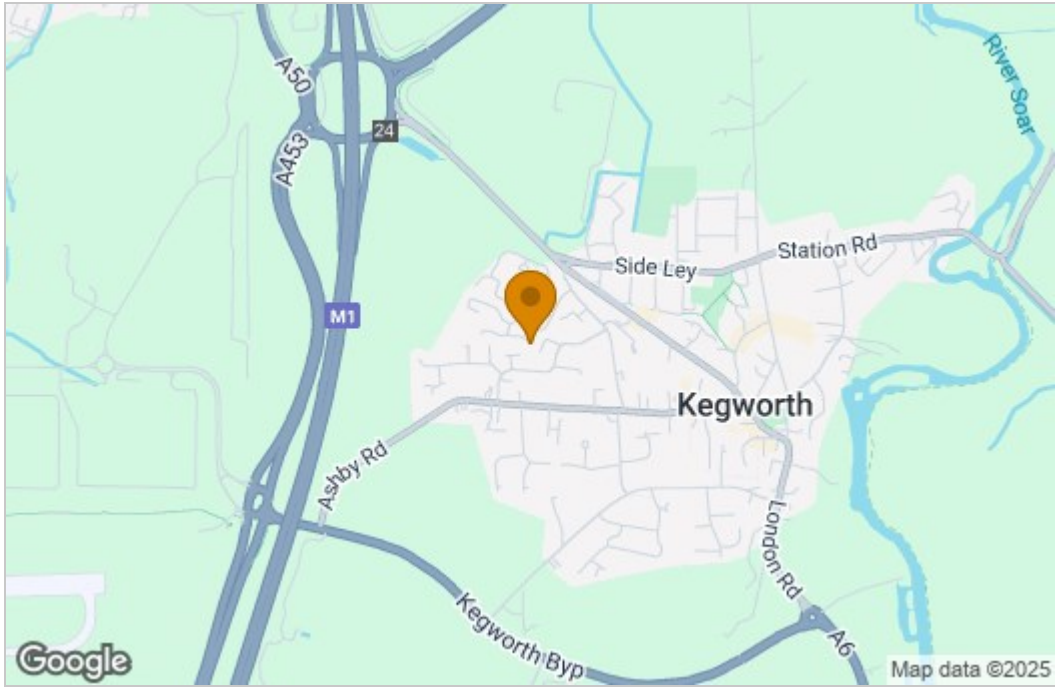 A50
A453
24
River Soar
Station Rd
Side Ley
M1
Kegworth
Ashby Rd
London Rd
Kegworth Byp
A6
Google
Map data ©2025